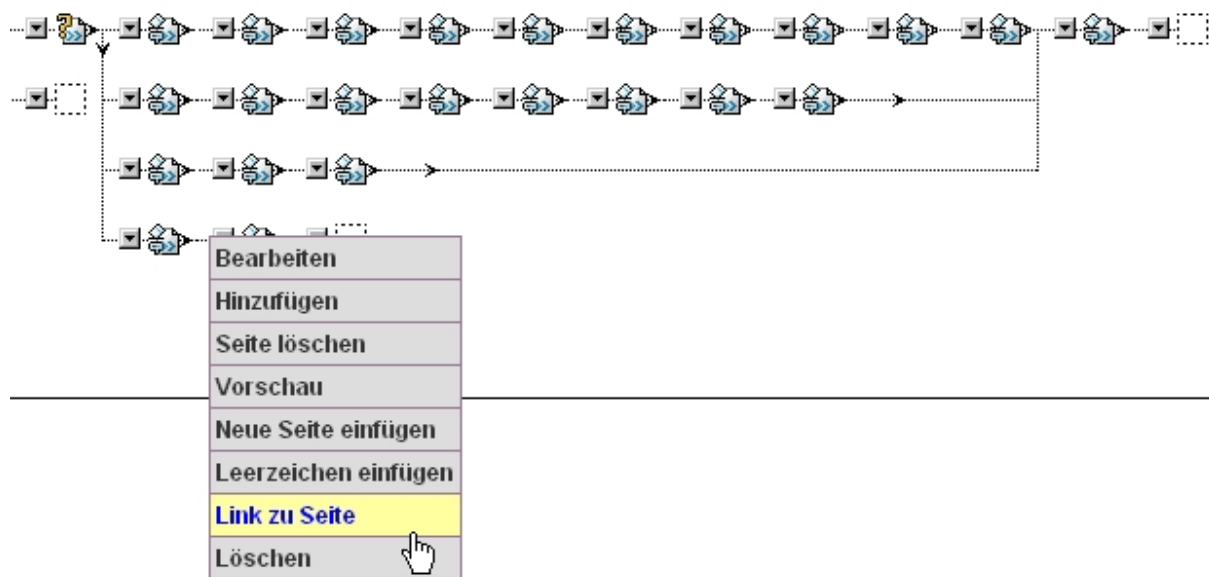 Bearbeiten
Hinzufügen
Seite löschen
Vorschau
Neue Seite einfügen
Leerzeichen einfügen
Link zu Seite
Löschen